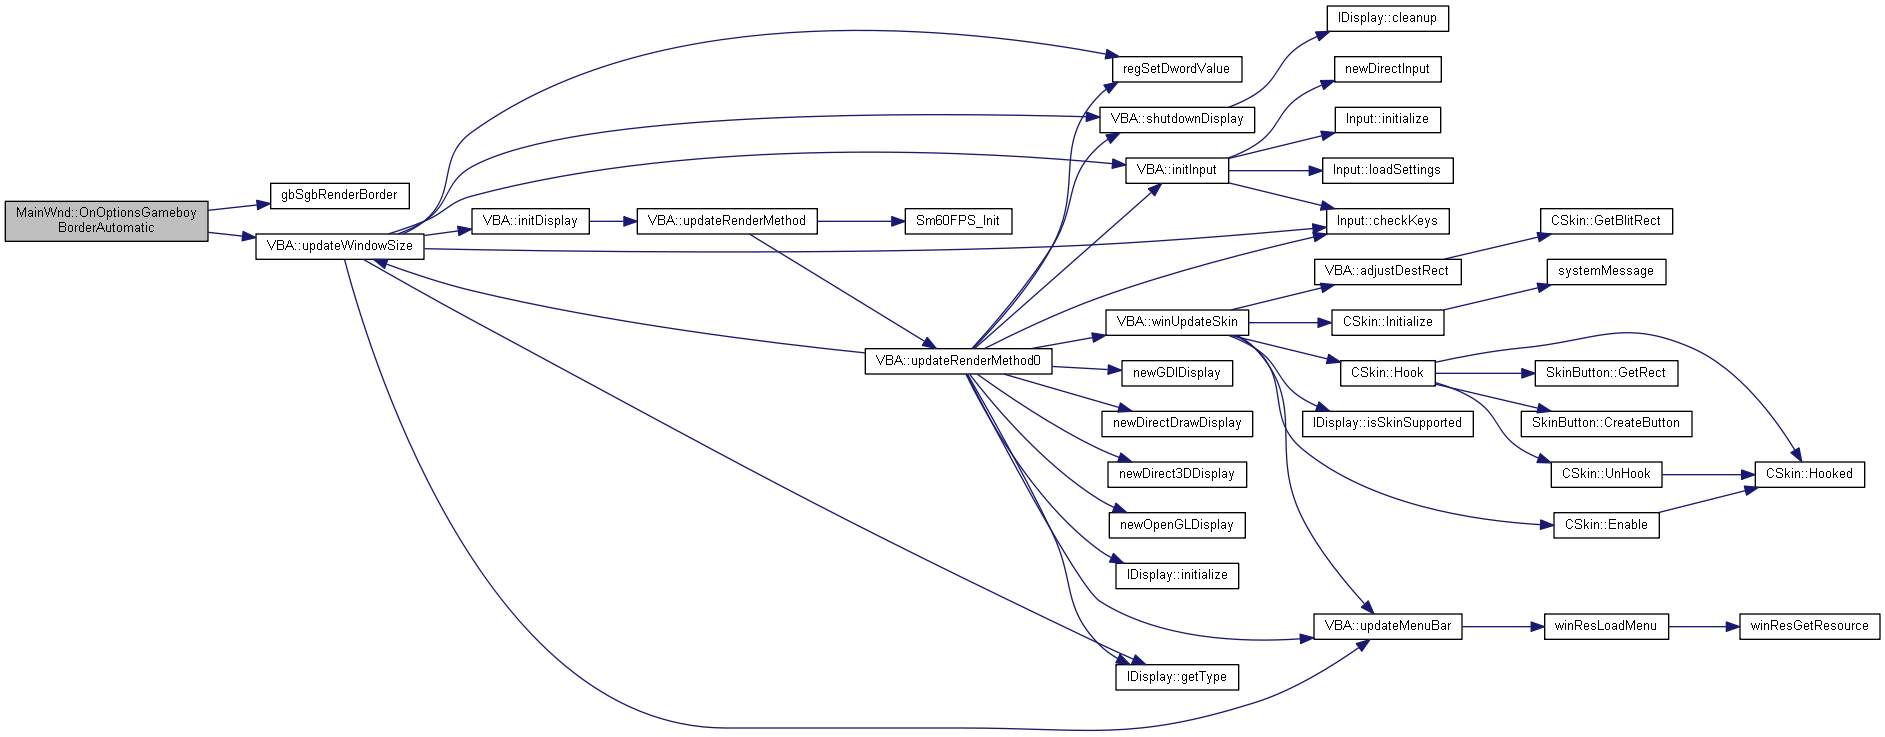 MainWnd::OnOptionsGameboy
BorderAutomatic
gbSgbRenderBorder
VBA::updateWindowSize
VBA::initDisplay
VBA::updateRenderMethod
Sm60FPS_Init
VBA::updateRenderMethod0
regSetDwordValue
VBA::shutdownDisplay
VBA::initInput
VBA::winUpdateSkin
newGDIDisplay
newDirectDrawDisplay
newDirect3DDisplay
newOpenGLDisplay
IDisplay::initialize
IDisplay::getType
IDisplay::cleanup
newDirectInput
Input::initialize
Input::loadSettings
Input::checkKeys
VBA::adjustDestRect
CSkin::Initialize
CSkin::Hook
IDisplay::isSkinSupported
VBA::updateMenuBar
CSkin::GetBlitRect
systemMessage
SkinButton::GetRect
SkinButton::CreateButton
CSkin::UnHook
CSkin::Enable
winResLoadMenu
CSkin::Hooked
winResGetResource